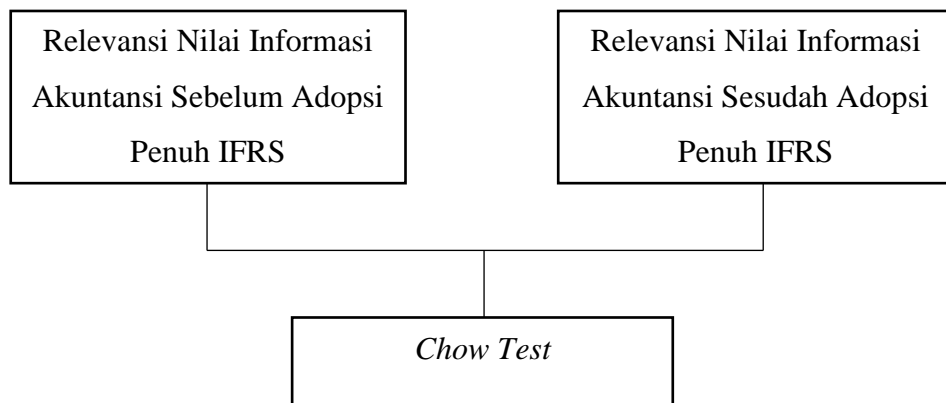 Relevansi Nilai Informasi
Akuntansi Sebelum Adopsi
Penuh IFRS
Relevansi Nilai Informasi
Akuntansi Sesudah Adopsi
Penuh IFRS
Chow Test